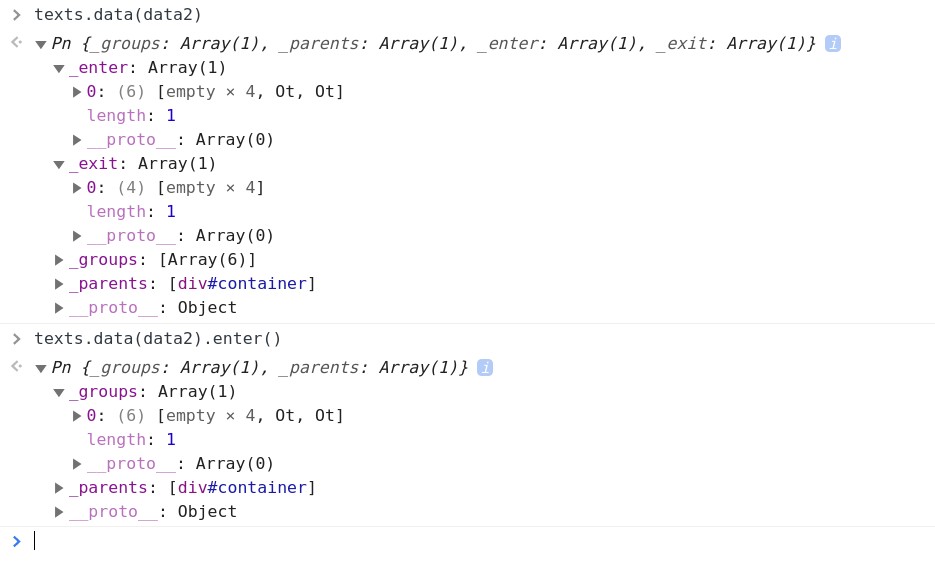 texts.data(data2)
Pn {_groups: Array(1), _parents: Array(1), _enter: Array(1), _exit: Array(1)} i
_enter: Array(1)
0: (6) [empty × 4, Ot, Ot]
length: 1
__proto__: Array(0)
_exit: Array(1)
0: (4) [empty × 4]
length: 1
__proto__: Array(0)
_groups: [Array(6)]
_parents: [div#container]
__proto__: Object
texts.data(data2).enter()
Pn {_groups: Array(1), _parents: Array(1)} i
_groups: Array(1)
0: (6) [empty × 4, Ot, Ot]
length: 1
__proto__: Array(0)
_parents: [div#container]
__proto__: Object